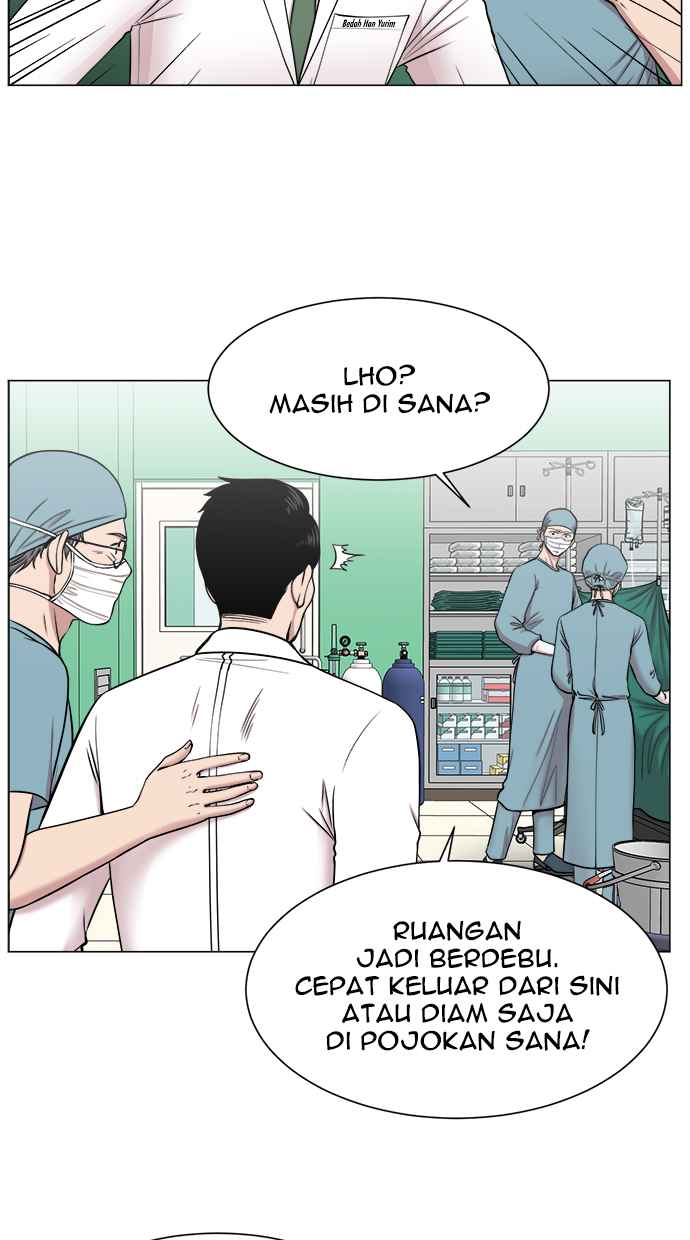 Bedah Han Yurim
LHO?
MASIH DI SANA?
RUANGAN
JADI BERDEBU.
CEPAT KELUAR DARI SINI
ATAU DIAM SAJA
DI POJOKAN SANA!